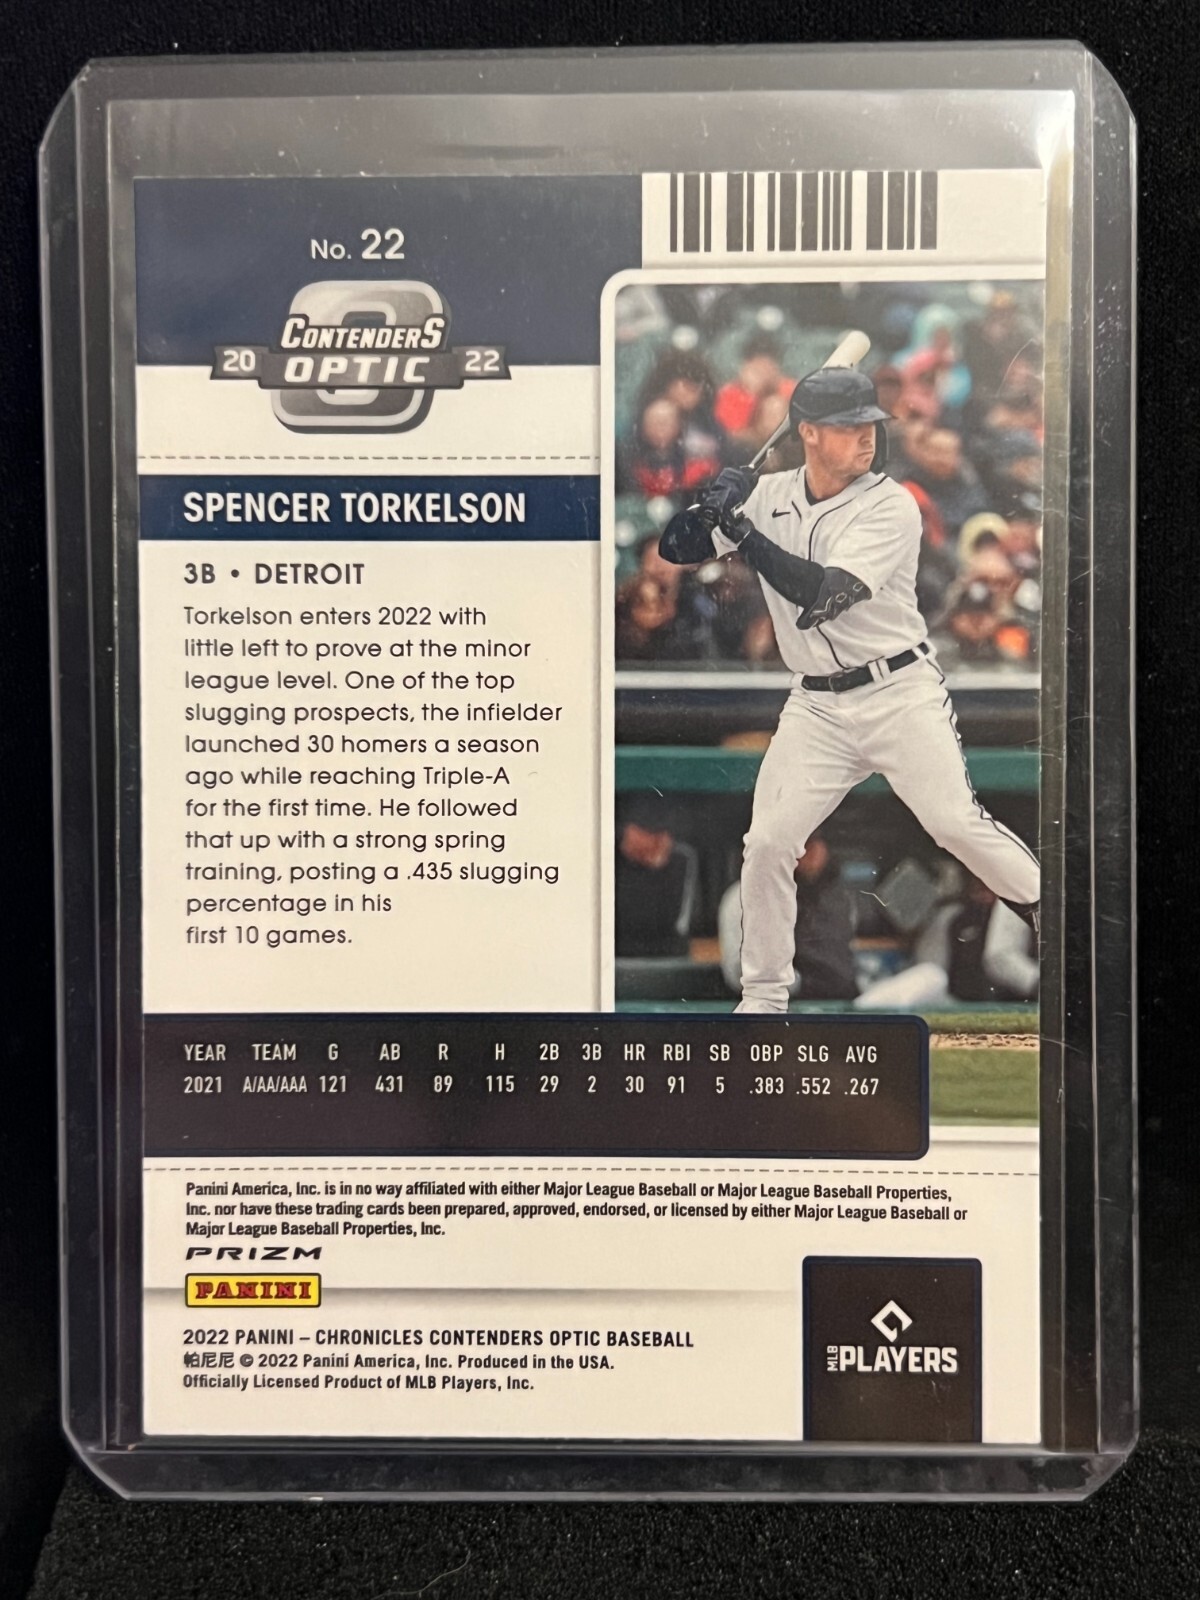 No. 22
CONTENDERS
20 OPTIC 22
SPENCER TORKELSON
3B • DETROIT
Torkelson enters 2022 with
little left to prove at the minor
league level. One of the top
slugging prospects, the infielder
launched 30 homers a season
ago while reaching Triple-A
for the first time. He followed
that up with a strong spring
training, posting a .435 slugging
percentage in his
first 10 games.
YEAR TEAM G AB R H 2B 3B HR RBI SB OBP SLG AVG
2021 A/AA/AAA 121 431 89 115 29 2 30 91 5 .383 .552 .267
Panini America, Inc. is in no way affiliated with either Major League Baseball or Major League Baseball Properties,
Inc. nor have these trading cards been prepared, approved, endorsed, or licensed by either Major League Baseball or
Major League Baseball Properties, Inc.
PRIZM
PANINI
2022 PANINI – CHRONICLES CONTENDERS OPTIC BASEBALL
帕尼尼 © 2022 Panini America, Inc. Produced in the USA.
Officially Licensed Product of MLB Players, Inc.
MLB PLAYERS